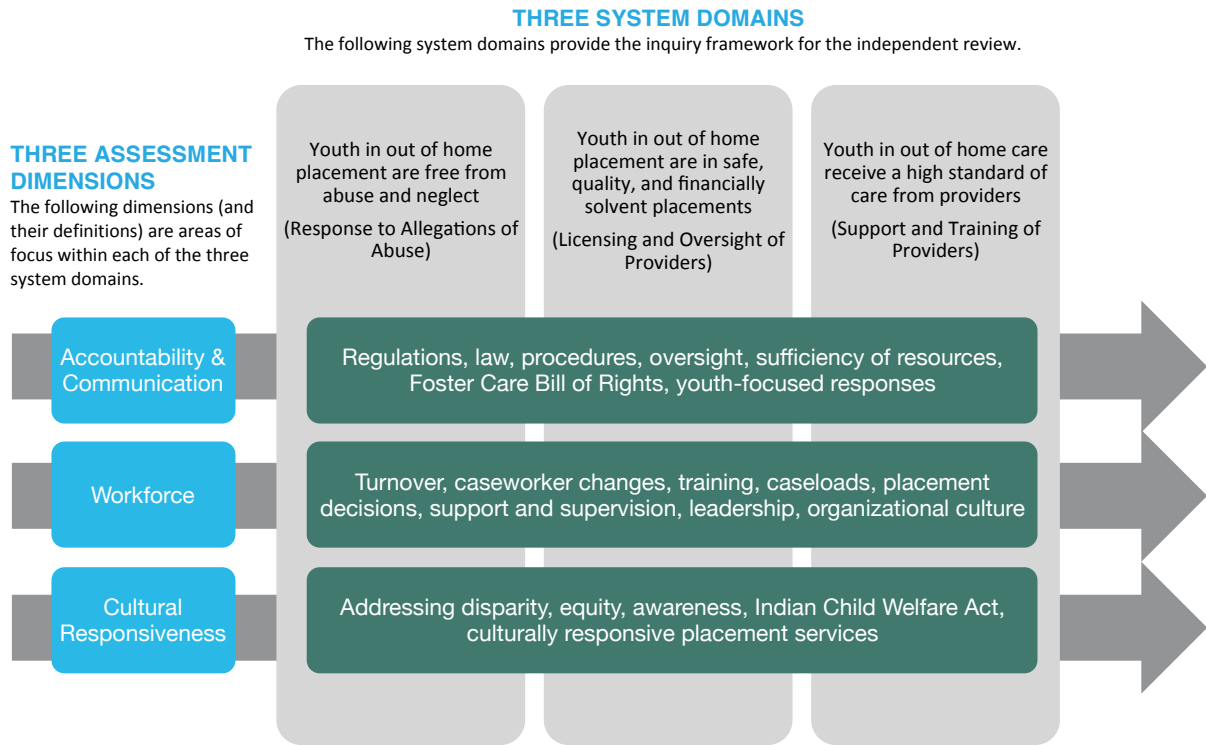 THREE SYSTEM DOMAINS
The following system domains provide the inquiry framework for the independent review.
THREE ASSESSMENT
DIMENSIONS
The following dimensions (and
their definitions) are areas of
focus within each of the three
system domains.
Youth in out of home
placement are free from
abuse and neglect
(Response to Allegations of
Abuse)
Youth in out of home
placement are in safe,
quality, and financially
solvent placements
(Licensing and Oversight of
Providers)
Youth in out of home care
receive a high standard of
care from providers
(Support and Training of
Providers)
Accountability &
Communication
Regulations, law, procedures, oversight, sufficiency of resources,
Foster Care Bill of Rights, youth-focused responses
Workforce
Turnover, caseworker changes, training, caseloads, placement
decisions, support and supervision, leadership, organizational culture
Cultural
Responsiveness
Addressing disparity, equity, awareness, Indian Child Welfare Act,
culturally responsive placement services